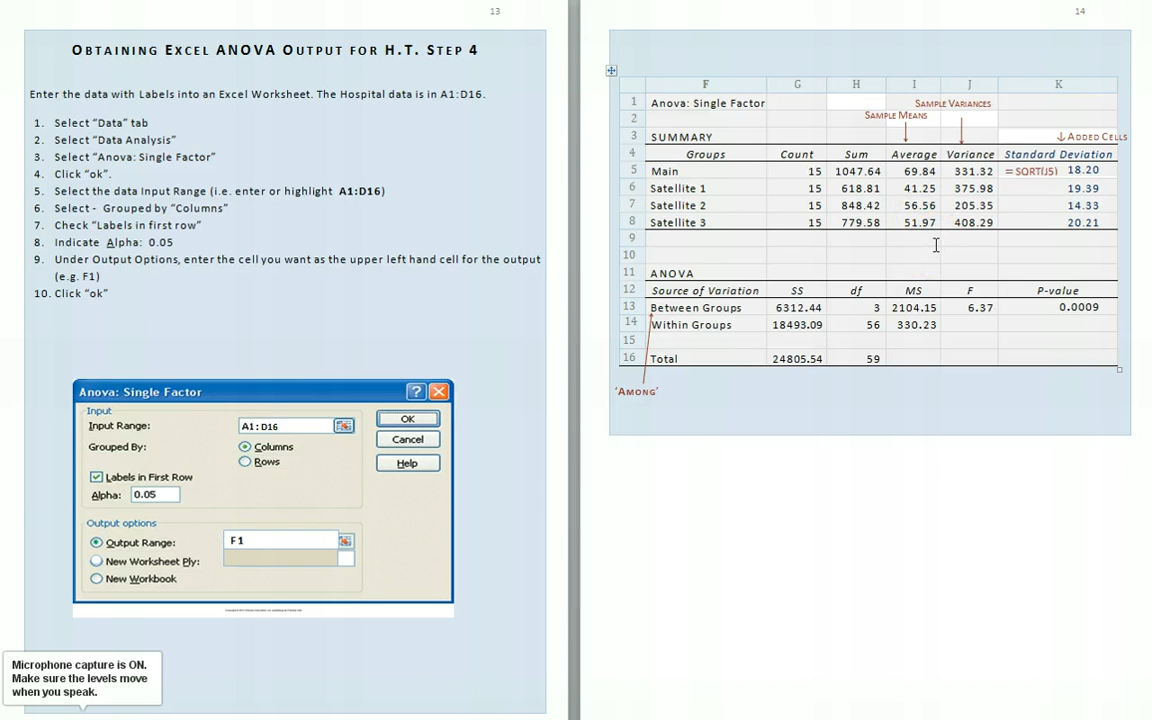 13
OBTAINING EXCEL ANOVA OUTPUT FOR H.T. STEP 4
Enter the data with Labels into an Excel Worksheet. The Hospital data is in A1:D16.
1. Select "Data" tab
2. Select "Data Analysis"
3. Select "Anova: Single Factor"
4. Click "ok".
5. Select the data Input Range (i.e. enter or highlight A1:D16)
6. Select - Grouped by "Columns"
7. Check "Labels in first row"
8. Indicate Alpha: 0.05
9. Under Output Options, enter the cell you want as the upper left hand cell for the output
(e.g. F1)
10. Click "ok"
Anova: Single Factor
Input
Input Range: A1:D16
Grouped By: Columns
Rows
Labels in First Row
Alpha: 0.05
OK
Cancel
Help
Output options
Output Range: F1
New Worksheet Ply:
New Workbook
Microphone capture is ON.
Make sure the levels move
when you speak.
14
F G H I J K
1 Anova: Single Factor SAMPLE VARIANCES
2 SAMPLE MEANS
3 SUMMARY ↓ADDED CELLS
4 Groups Count Sum Average Variance Standard Deviation
5 Main 15 1047.64 69.84 331.32 =SQRT(J5) 18.20
6 Satellite 1 15 618.81 41.25 375.98 19.39
7 Satellite 2 15 848.42 56.56 205.35 14.33
8 Satellite 3 15 779.58 51.97 408.29 20.21
9
10
11 ANOVA
12 Source of Variation SS df MS F P-value
13 Between Groups 6312.44 3 2104.15 6.37 0.0009
14 Within Groups 18493.09 56 330.23
15
16 Total 24805.54 59
'AMONG'